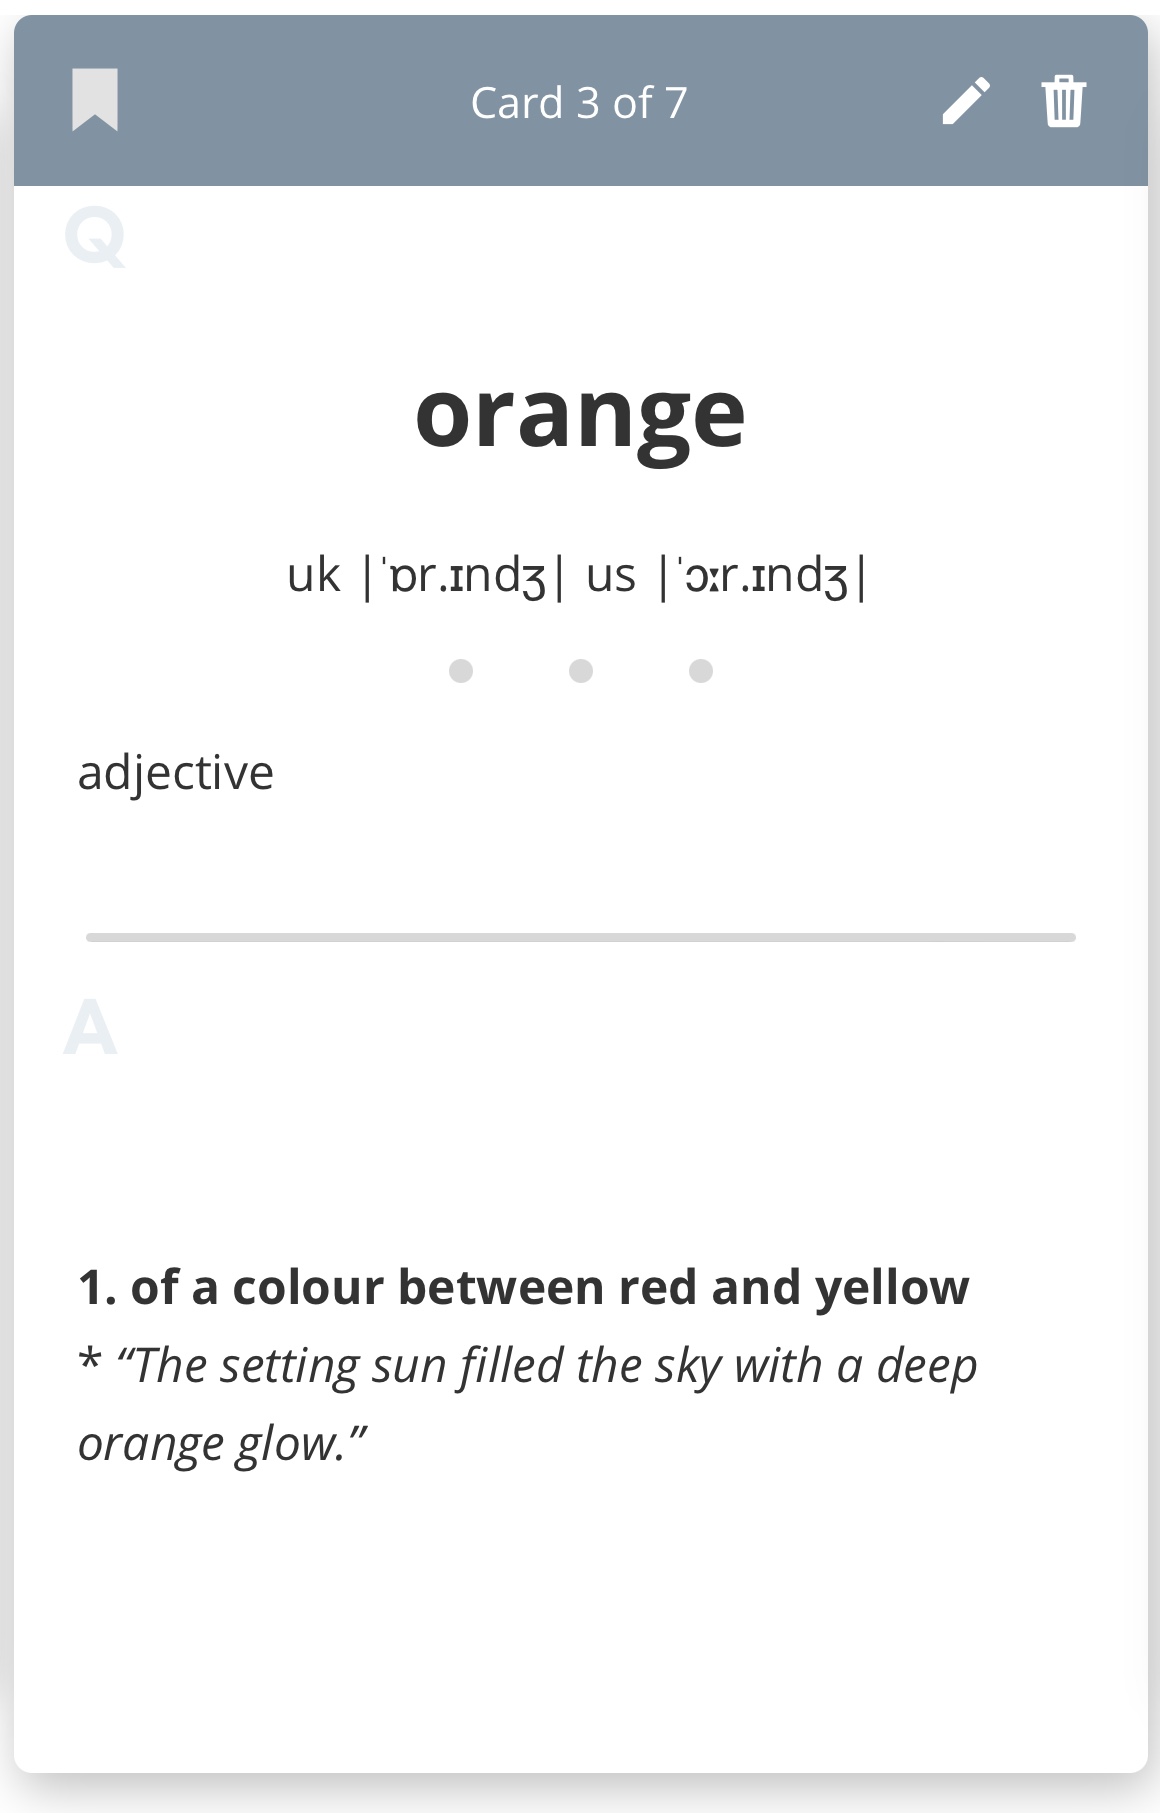 Card 3 of 7
Q
orange
uk |ˈɒr.ɪndʒ| us |ˈɔːr.ɪndʒ|
adjective
A
1. of a colour between red and yellow
* “The setting sun filled the sky with a deep
orange glow.”